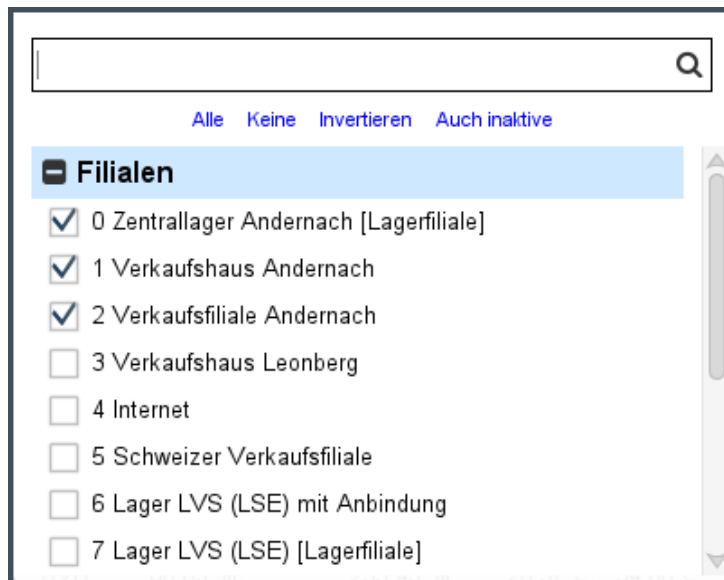 Alle Keine Invertieren Auch inaktive
Filialen
0 Zentrallager Andernach [Lagerfiliale]
1 Verkaufshaus Andernach
2 Verkaufsfiliale Andernach
3 Verkaufshaus Leonberg
4 Internet
5 Schweizer Verkaufsfiliale
6 Lager LVS (LSE) mit Anbindung
7 Lager LVS (LSE) [Lagerfiliale]